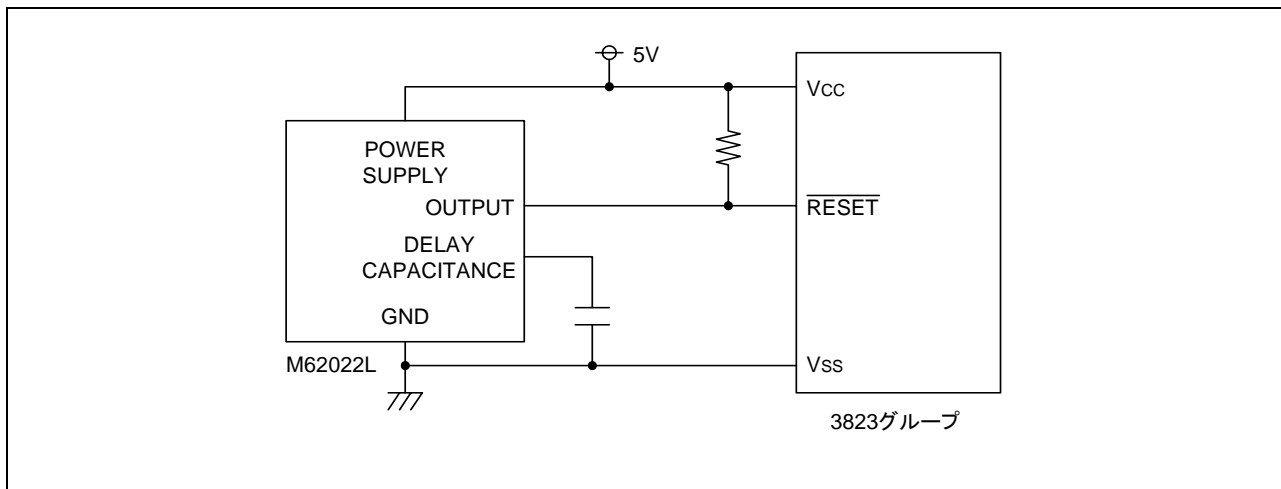 5V
VCC
POWER
SUPPLY
OUTPUT
RESET
DELAY
CAPACITANCE
GND
M62022L
VSS
3823グループ